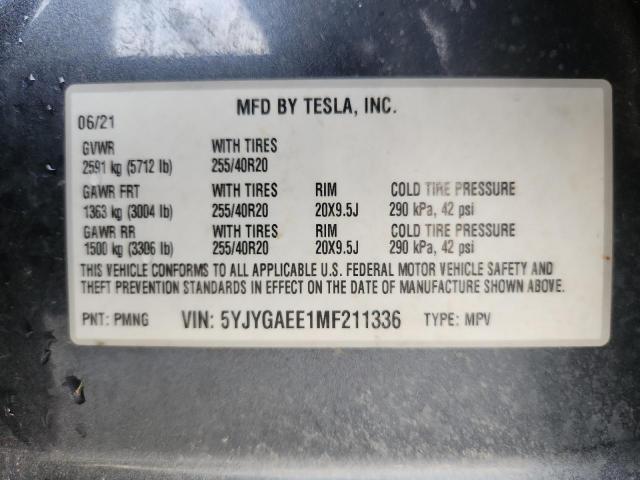 MFD BY TESLA, INC.
06/21
GVWR WITH TIRES
2591 kg (5712 lb) 255/40R20
GAWR FRT WITH TIRES RIM COLD TIRE PRESSURE
1363 kg (3004 lb) 255/40R20 20X9.5J 290 kPa, 42 psi
GAWR RR WITH TIRES RIM COLD TIRE PRESSURE
1500 kg (3306 lb) 255/40R20 20X9.5J 290 kPa, 42 psi
THIS VEHICLE CONFORMS TO ALL APPLICABLE U.S. FEDERAL MOTOR VEHICLE SAFETY AND
THEFT PREVENTION STANDARDS IN EFFECT ON THE DATE OF MANUFACTURE SHOWN ABOVE.
PNT: PMNG VIN: 5YJYGAEE1MF211336 TYPE: MPV